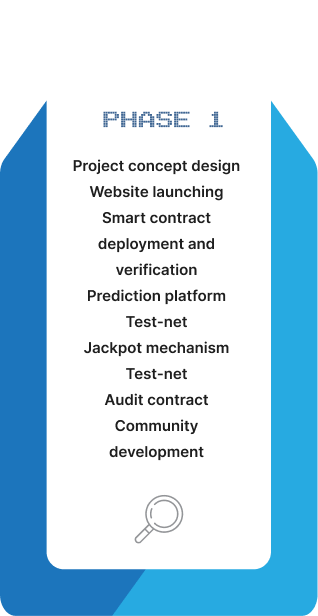 PHASE 1
Project concept design
Website launching
Smart contract
deployment and
verification
Prediction platform
Test-net
Jackpot mechanism
Test-net
Audit contract
Community
development